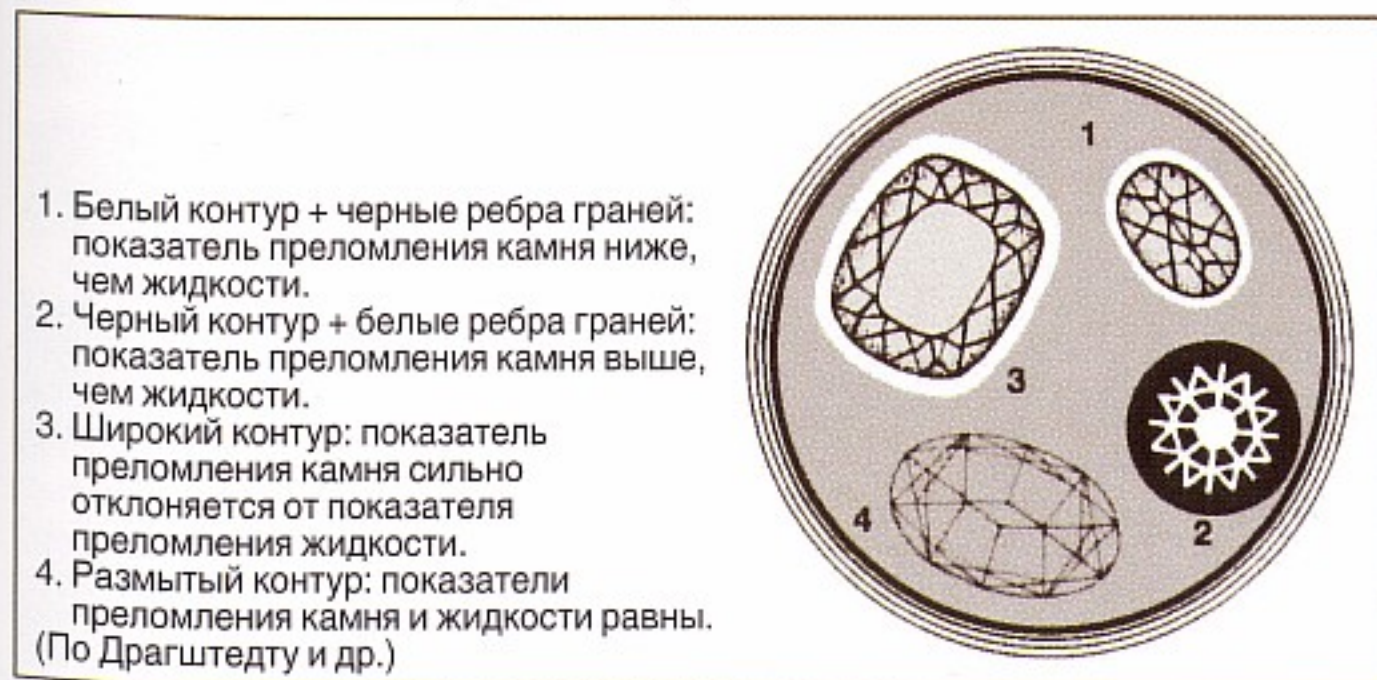 1. Белый контур + черные ребра граней:
показатель преломления камня ниже,
чем жидкости.
2. Черный контур + белые ребра граней:
показатель преломления камня выше,
чем жидкости.
3. Широкий контур: показатель
преломления камня сильно
отклоняется от показателя
преломления жидкости.
4. Размытый контур: показатели
преломления камня и жидкости равны.
(По Драгштедту и др.)
1
3
4
2